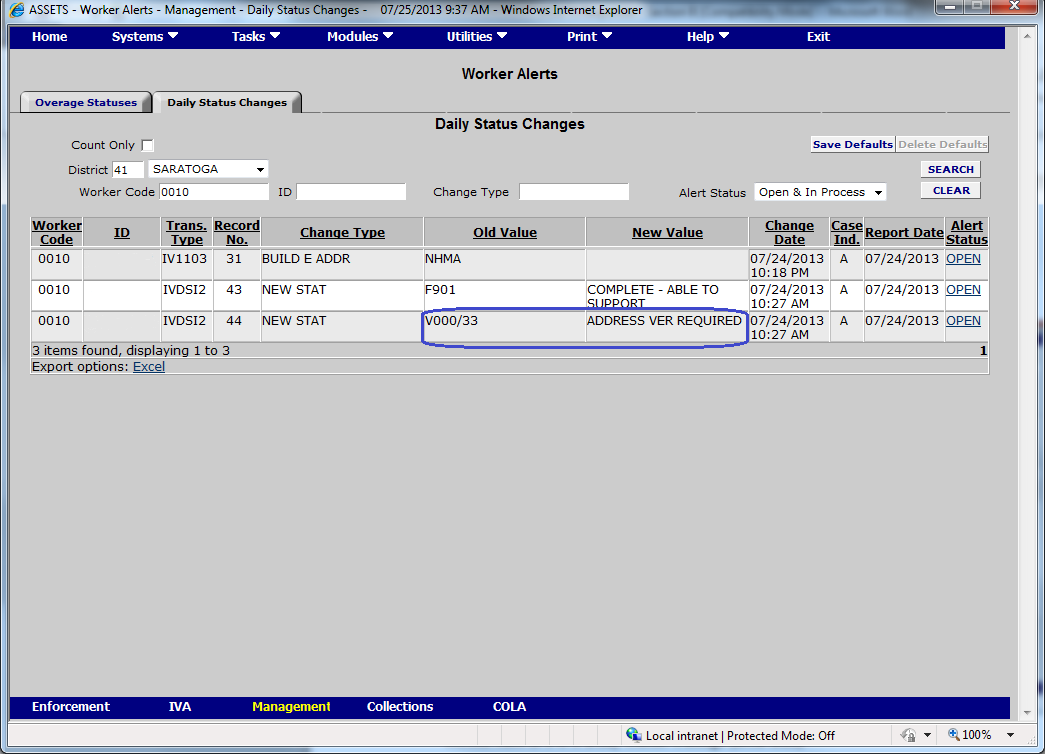 ASSETS - Worker Alerts - Management - Daily Status Changes - 07/25/2013 9:37 AM - Windows Internet Explorer
Home Systems Tasks Modules Utilities Print Help Exit
Worker Alerts
Overage Statuses Daily Status Changes
Daily Status Changes
Count Only Save Defaults Delete Defaults
District 41 SARATOGA SEARCH
Worker Code 0010 ID Change Type Alert Status Open & In Process CLEAR
Worker Code ID Trans. Type Record No. Change Type Old Value New Value Change Date Case Ind. Report Date Alert Status
0010 IV1103 31 BUILD E ADDR NHMA 07/24/2013 10:18 PM A 07/24/2013 OPEN
0010 IVDSI2 43 NEW STAT F901 COMPLETE - ABLE TO SUPPORT 07/24/2013 10:27 AM A 07/24/2013 OPEN
0010 IVDSI2 44 NEW STAT V000/33 ADDRESS VER REQUIRED 07/24/2013 10:27 AM A 07/24/2013 OPEN
3 items found, displaying 1 to 3 1
Export options: Excel
Enforcement IVA Management Collections COLA
Local intranet | Protected Mode: Off 100%